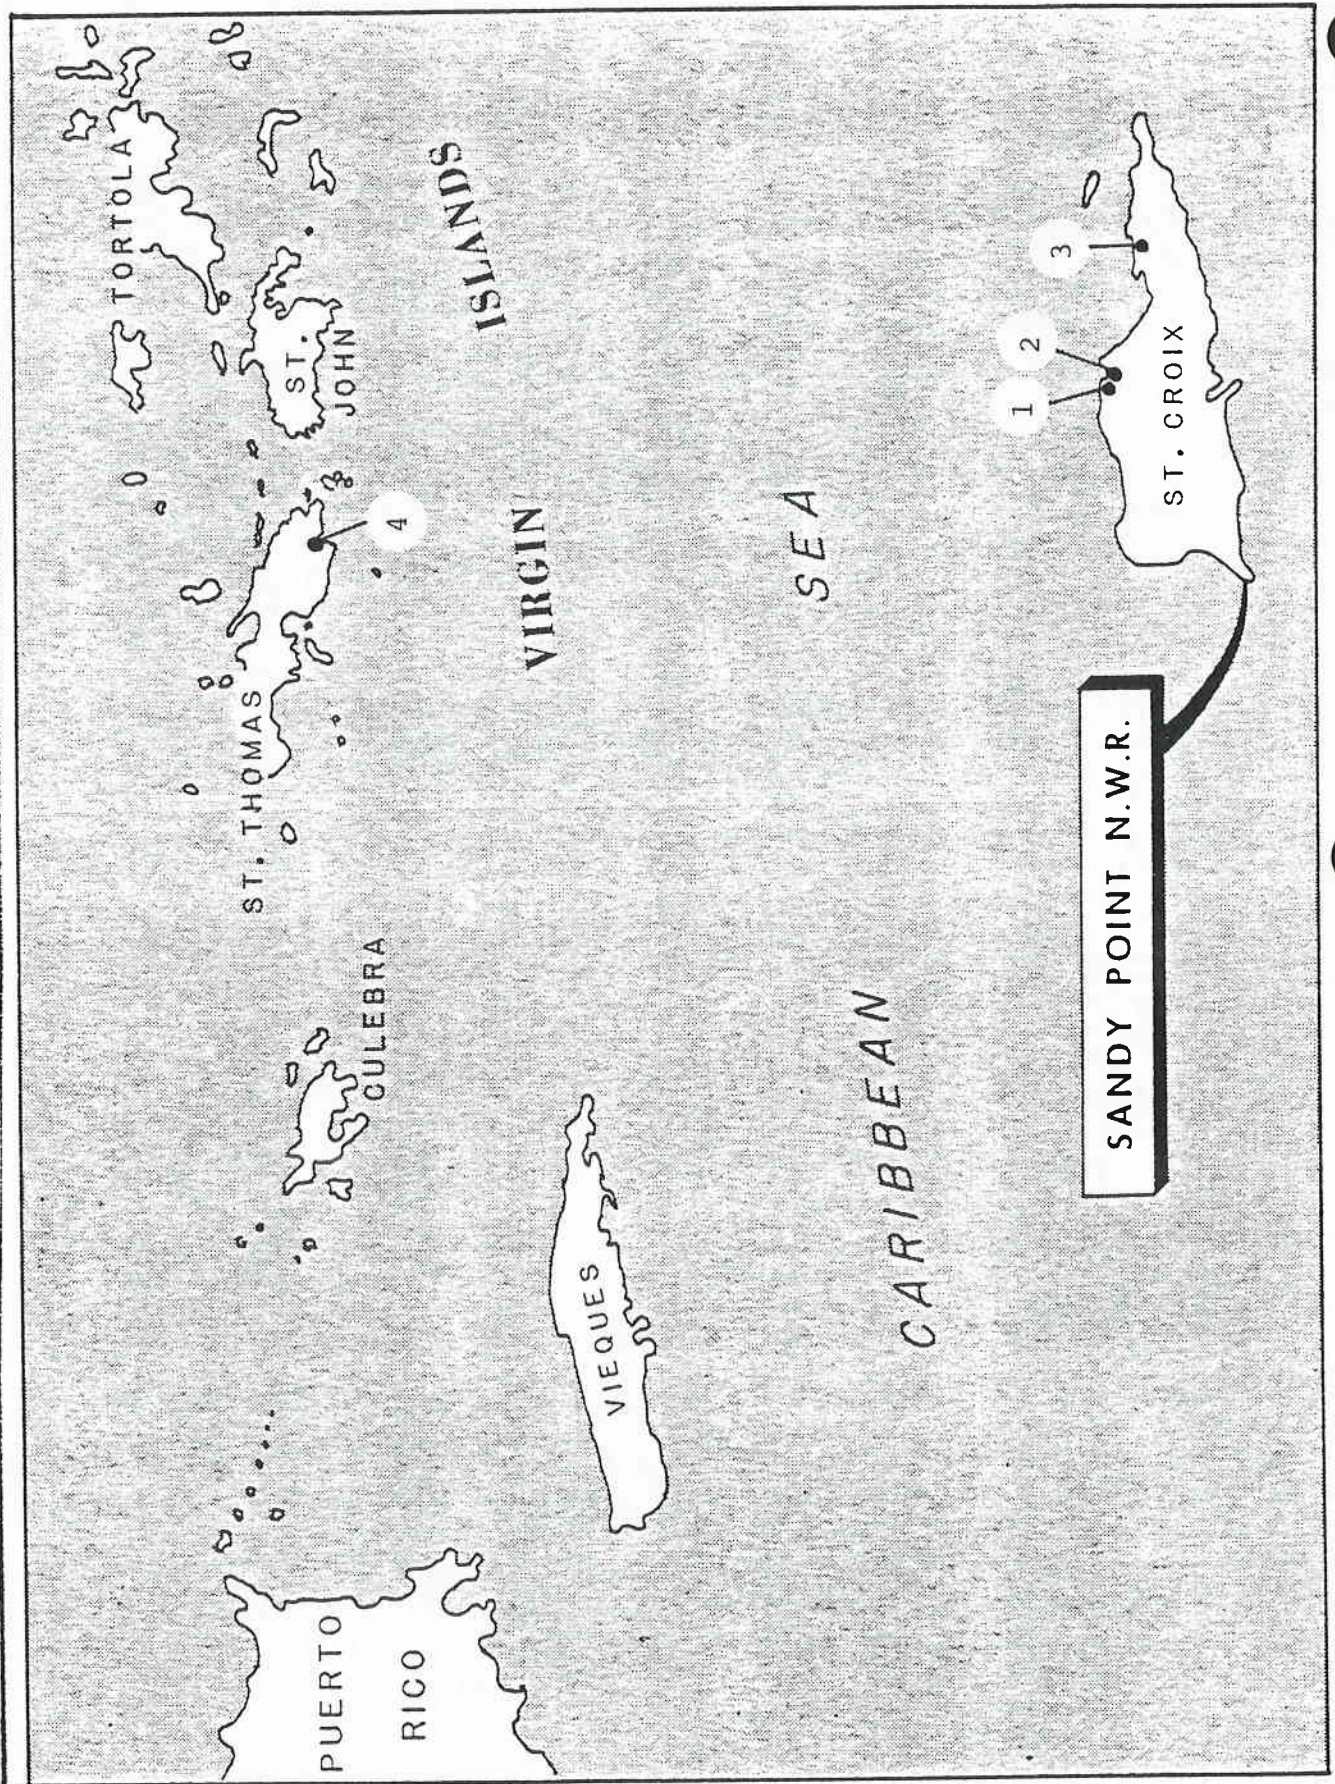 TORTOLA
ST. THOMAS
ST.
JOHN
4
CULEBRA
PUERTO
RICO
VIEQUES
VIRGIN ISLANDS
CARIBBEAN SEA
1
2
3
ST. CROIX
SANDY POINT N.W.R.